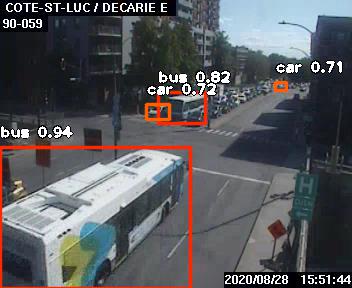 COTE-ST-LUC / DECARIE E
90-059
bus 0.82
car 0.72
car 0.71
bus 0.94
H
2020/08/28 15:51:44